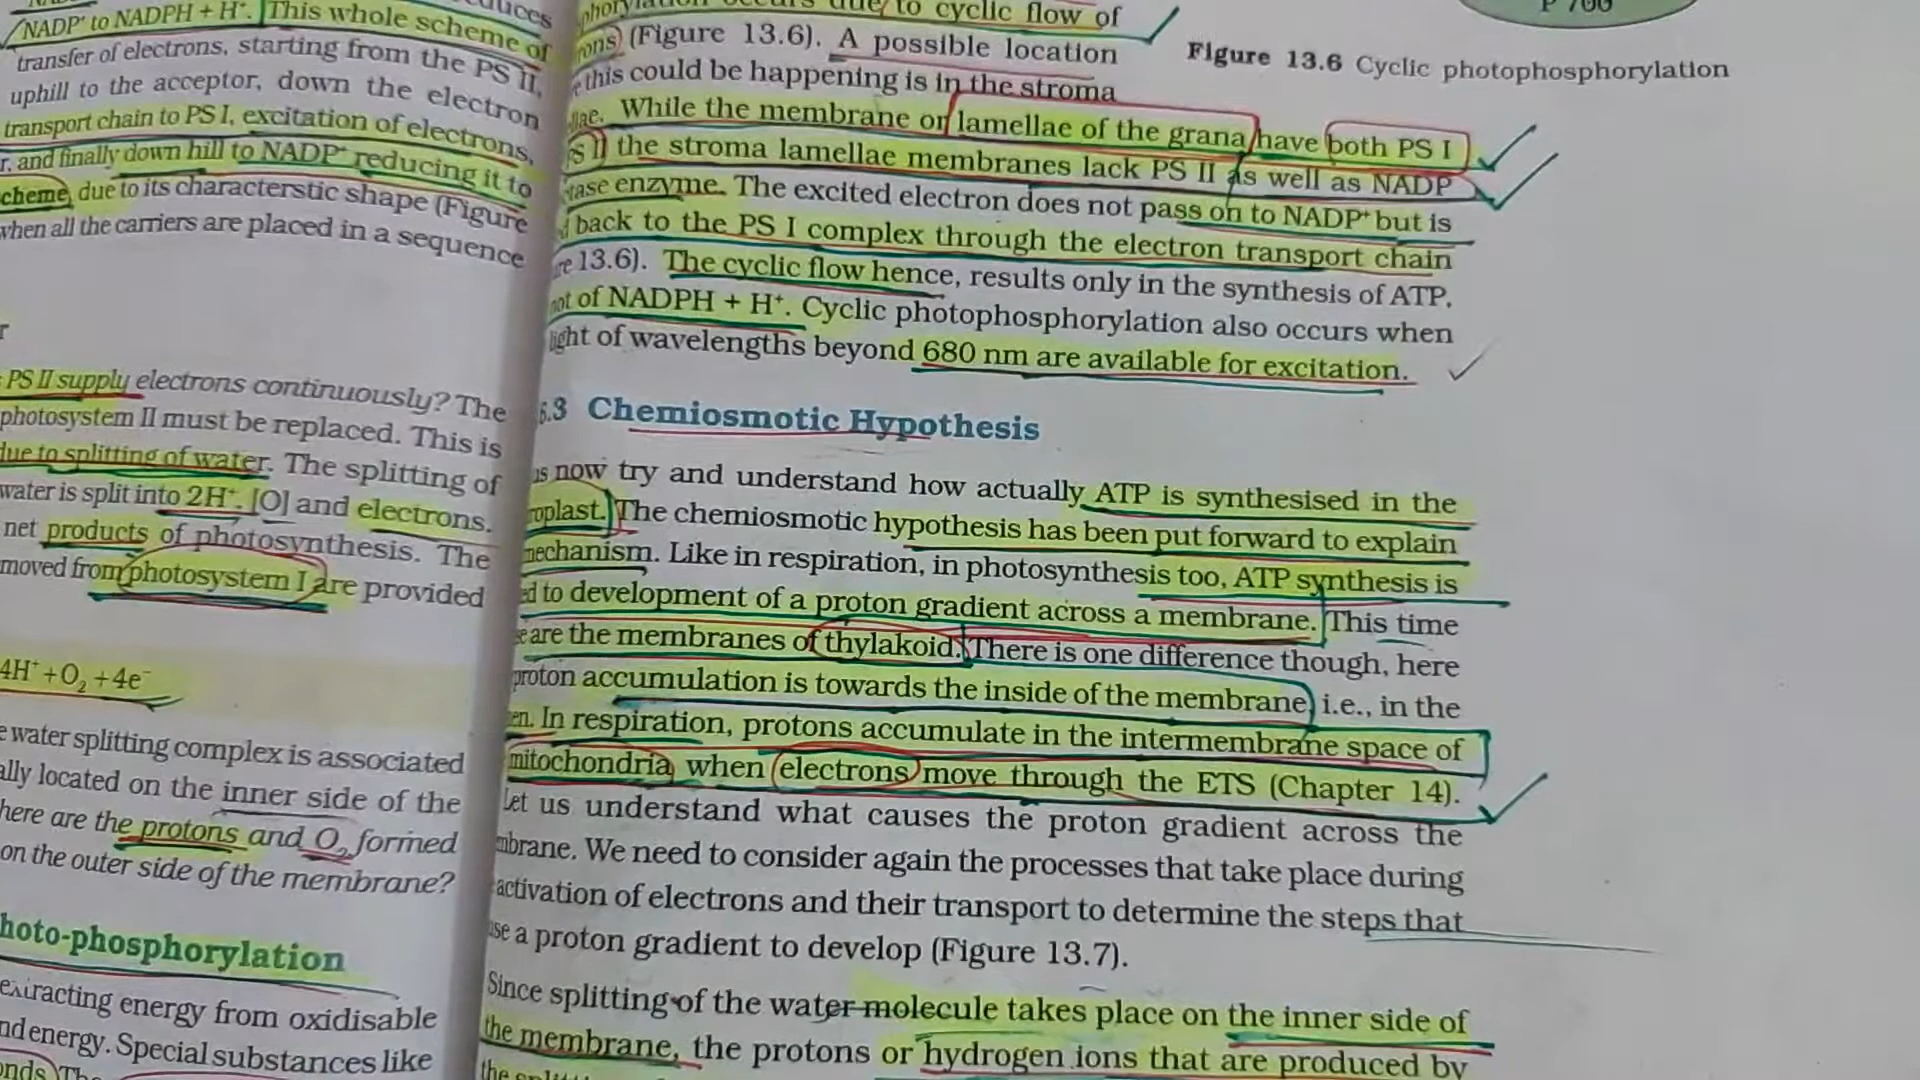 NADP⁺ to NADPH + H⁺. This whole scheme of
transfer of electrons, starting from the PS II,
uphill to the acceptor, down the electron
transport chain to PS I, excitation of electrons,
and finally down hill to NADP⁺ reducing it to
scheme, due to its characterstic shape (Figure
when all the carriers are placed in a sequence
PS II supply electrons continuously? The
photosystem II must be replaced. This is
due to splitting of water. The splitting of
water is split into 2H⁺, [O] and electrons.
net products of photosynthesis. The
moved from photosystem I are provided
4H⁺ + O₂ + 4e⁻
water splitting complex is associated
ally located on the inner side of the
here are the protons and O₂ formed
on the outer side of the membrane?
hoto-phosphorylation
extracting energy from oxidisable
nd energy. Special substances like
P 700
Figure 13.6 Cyclic photophosphorylation
phorylation occurs due to cyclic flow of
rons (Figure 13.6). A possible location
this could be happening is in the stroma
llae. While the membrane or lamellae of the grana have both PS I
PS II the stroma lamellae membranes lack PS II as well as NADP
tase enzyme. The excited electron does not pass on to NADP⁺ but is
d back to the PS I complex through the electron transport chain
re 13.6). The cyclic flow hence, results only in the synthesis of ATP,
not of NADPH + H⁺. Cyclic photophosphorylation also occurs when
light of wavelengths beyond 680 nm are available for excitation.
6.3 Chemiosmotic Hypothesis
us now try and understand how actually ATP is synthesised in the
roplast. The chemiosmotic hypothesis has been put forward to explain
mechanism. Like in respiration, in photosynthesis too, ATP synthesis is
ed to development of a proton gradient across a membrane. This time
are the membranes of thylakoid. There is one difference though, here
proton accumulation is towards the inside of the membrane, i.e., in the
en. In respiration, protons accumulate in the intermembrane space of
mitochondria when electrons move through the ETS (Chapter 14).
Let us understand what causes the proton gradient across the
mbrane. We need to consider again the processes that take place during
activation of electrons and their transport to determine the steps that
use a proton gradient to develop (Figure 13.7).
Since splitting of the water molecule takes place on the inner side of
the membrane, the protons or hydrogen ions that are produced by